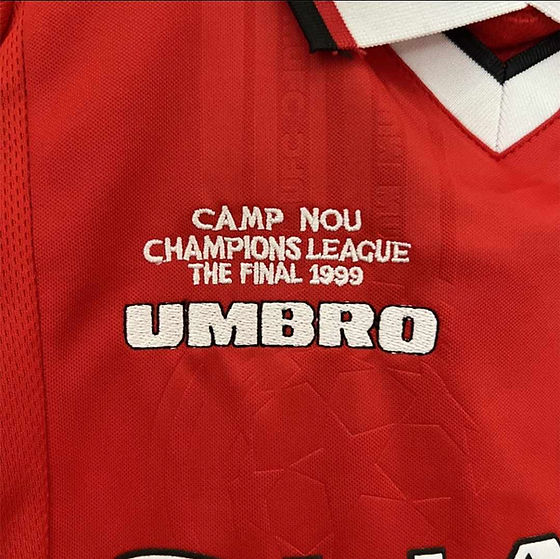 CAMP NOU
CHAMPIONS LEAGUE
THE FINAL 1999
UMBRO